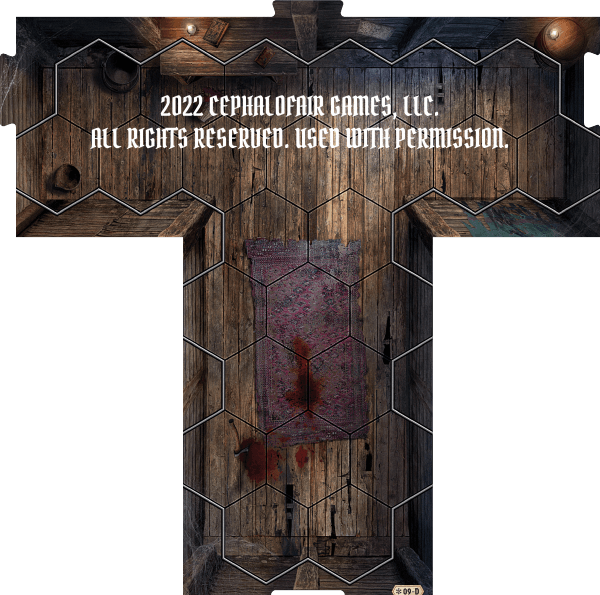 2022 CEPHALOFAIR GAMES, LLC.
ALL RIGHTS RESERVED. USED WITH PERMISSION.
09-D